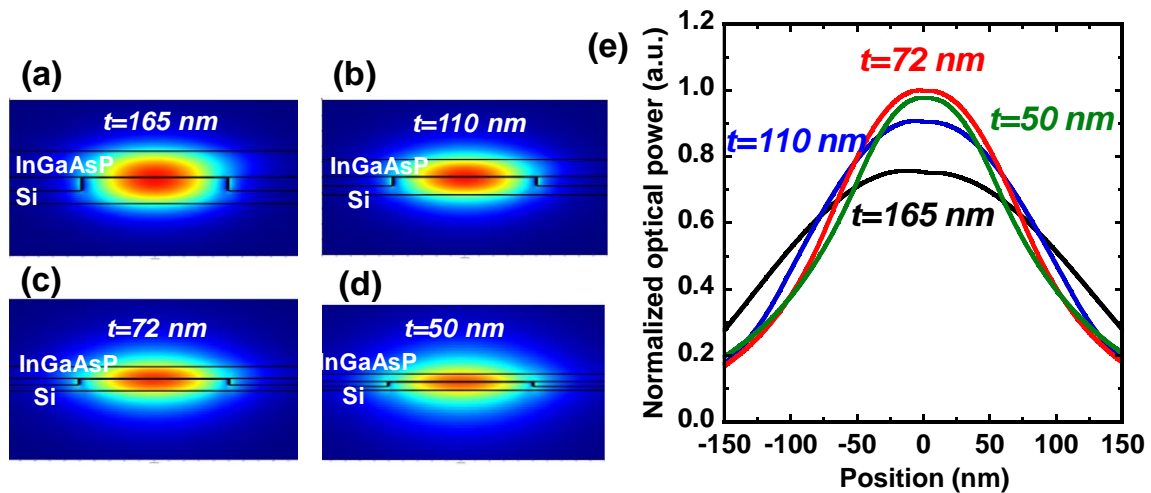 (a)
t=165 nm
InGaAsP
Si
(b)
t=110 nm
InGaAsP
Si
(c)
t=72 nm
InGaAsP
Si
(d)
t=50 nm
InGaAsP
Si
(e)
Normalized optical power (a.u.)
1.2
1.0
0.8
0.6
0.4
0.2
0.0
t=72 nm
t=50 nm
t=110 nm
t=165 nm
-150 -100 -50 0 50 100 150
Position (nm)